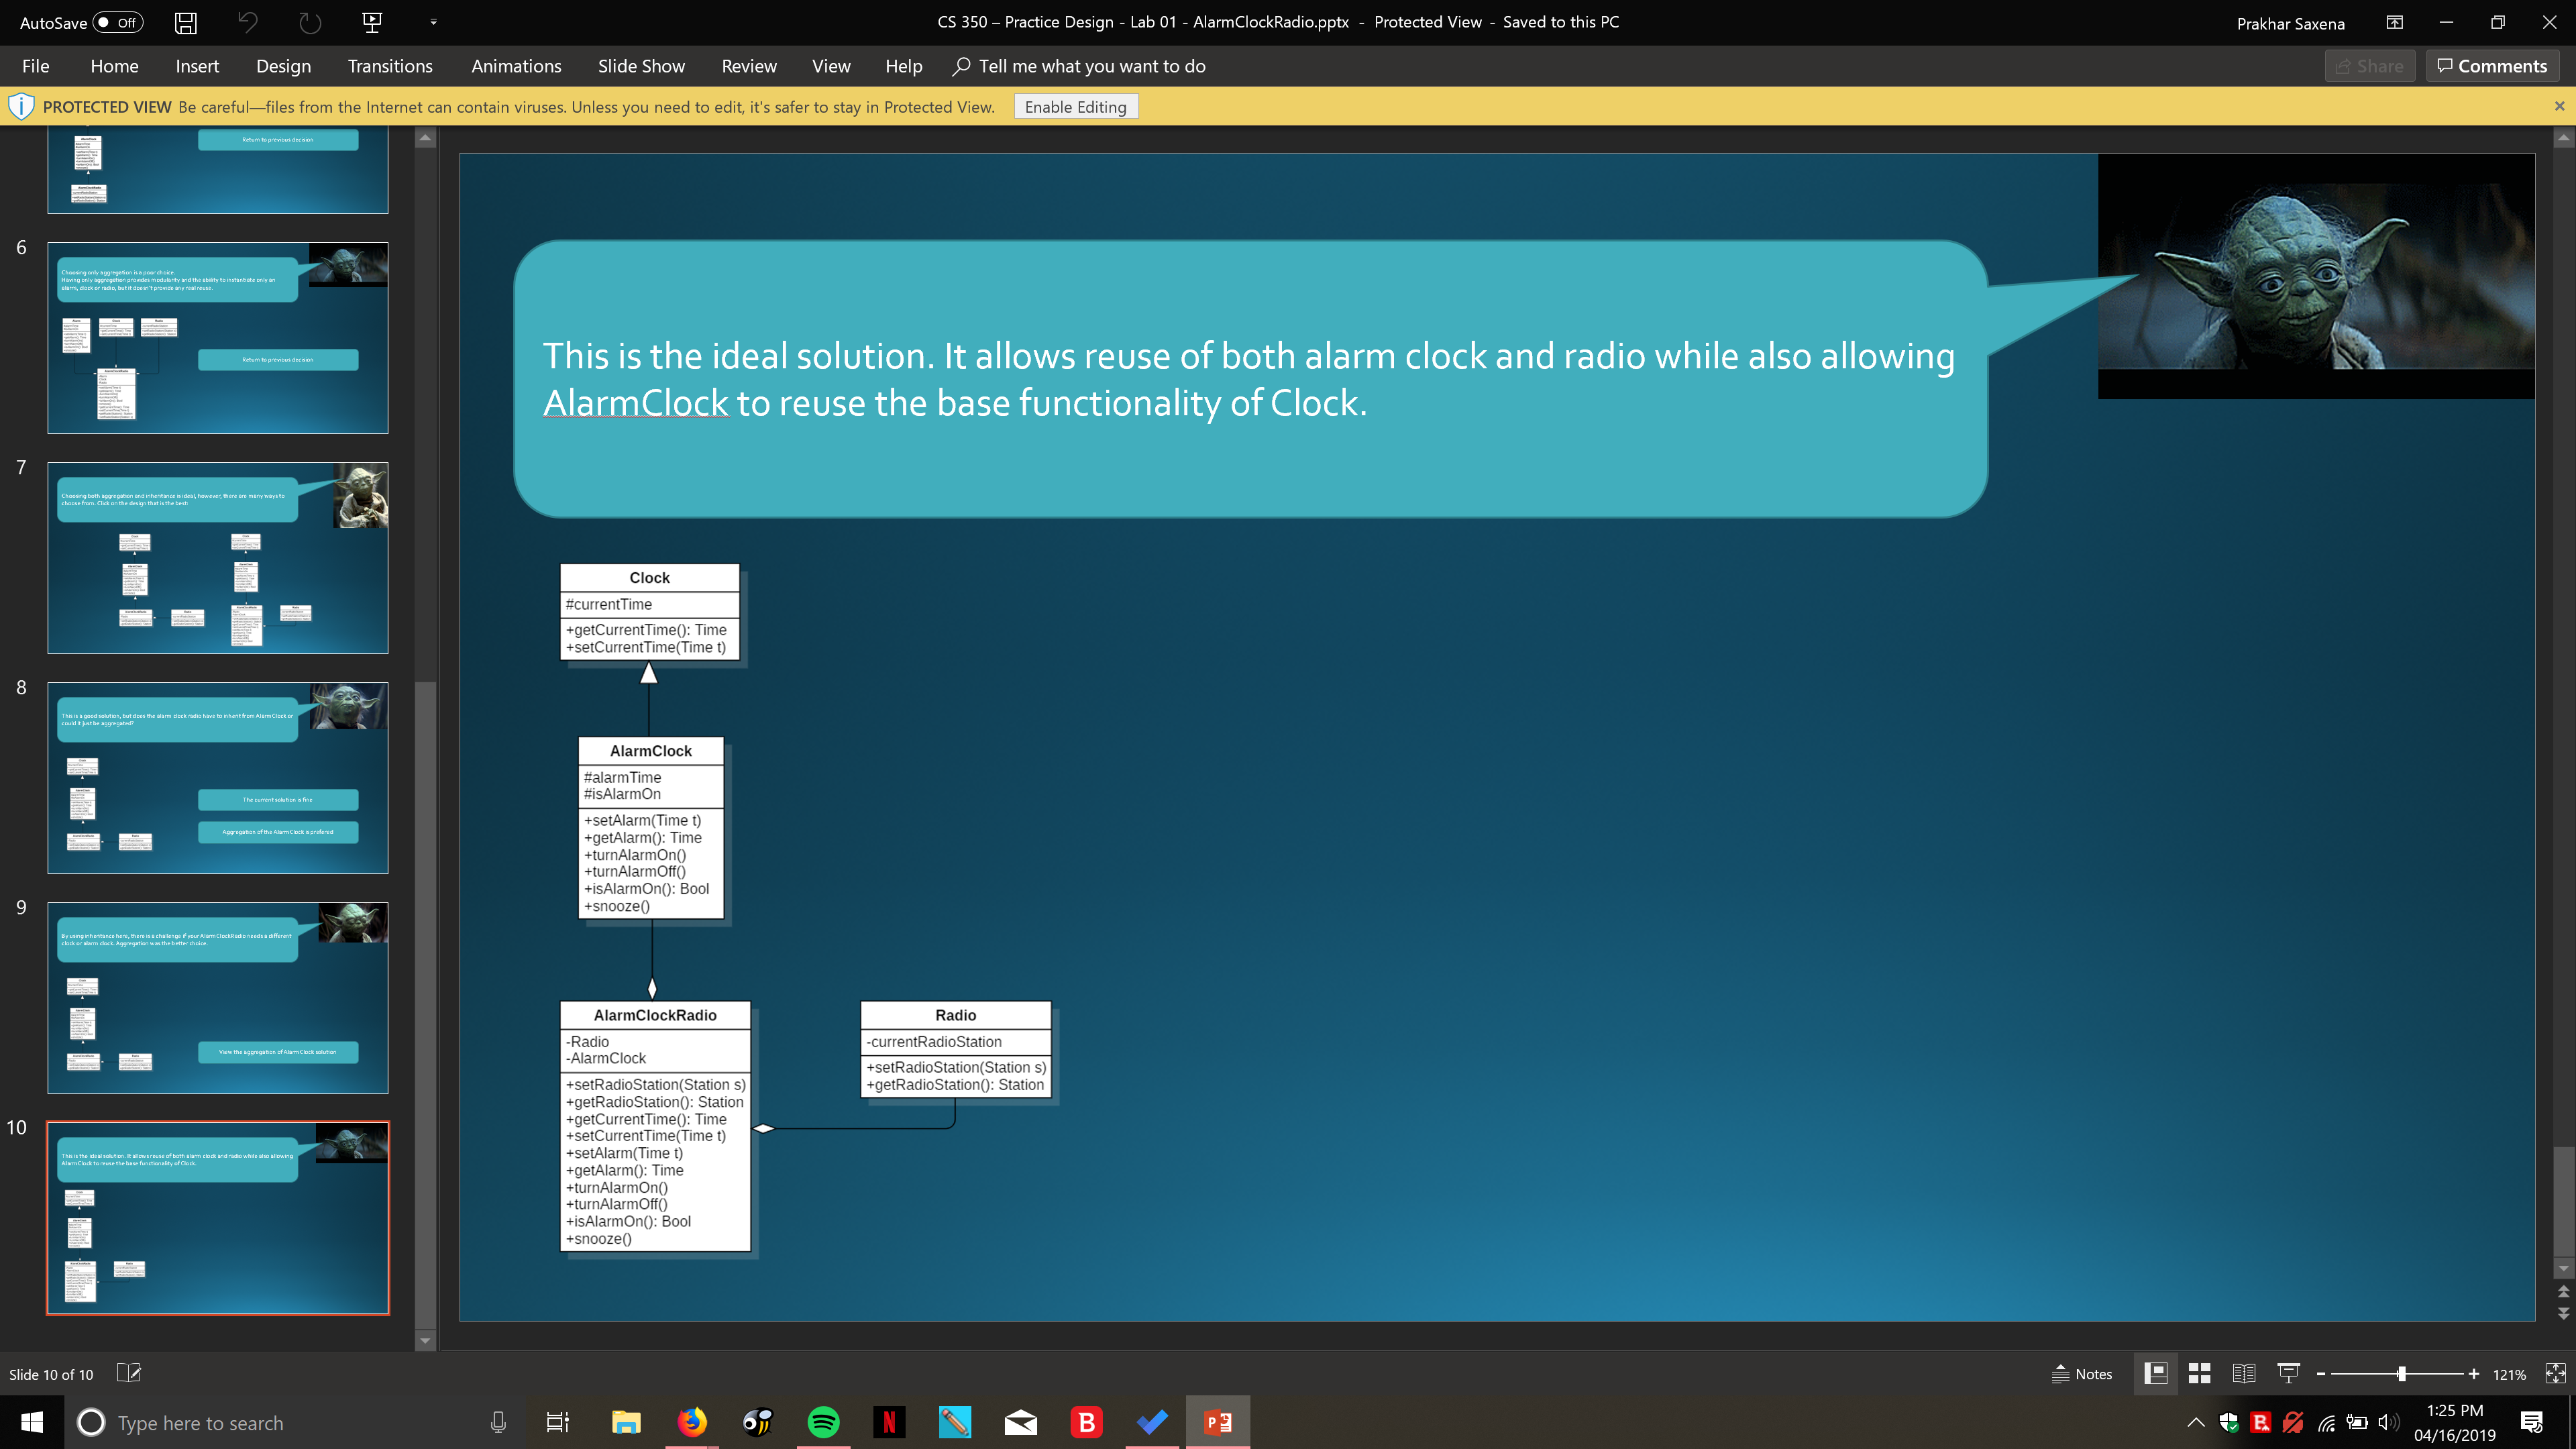 AutoSave Off
CS 350 – Practice Design - Lab 01 - AlarmClockRadio.pptx - Protected View - Saved to this PC
Prakhar Saxena
File Home Insert Design Transitions Animations Slide Show Review View Help Tell me what you want to do
Share Comments
PROTECTED VIEW Be careful—files from the Internet can contain viruses. Unless you need to edit, it's safer to stay in Protected View. Enable Editing
Return to previous decision
6
Choosing only aggregation is a poor choice.
Having only aggregation provides modularity and the ability to instantiate only an
alarm, clock or radio, but it doesn't provide any real reuse.
Return to previous decision
7
Choosing both aggregation and inheritance is ideal, however, there are many ways to
choose from. Click on the design that is the best:
8
This is a good solution, but does the alarm clock radio have to inherit from AlarmClock or
could it just be aggregated?
The current solution is fine
Aggregation of the AlarmClock is prefered
9
By using inheritance here, there is a challenge if your AlarmClockRadio needs a different
clock or alarm clock. Aggregation was the better choice.
View the aggregation of AlarmClock solution
10
This is the ideal solution. It allows reuse of both alarm clock and radio while also allowing
AlarmClock to reuse the base functionality of Clock.
This is the ideal solution. It allows reuse of both alarm clock and radio while also allowing
AlarmClock to reuse the base functionality of Clock.
Clock
#currentTime
+getCurrentTime(): Time
+setCurrentTime(Time t)
AlarmClock
#alarmTime
#isAlarmOn
+setAlarm(Time t)
+getAlarm(): Time
+turnAlarmOn()
+turnAlarmOff()
+isAlarmOn(): Bool
+snooze()
AlarmClockRadio
-Radio
-AlarmClock
+setRadioStation(Station s)
+getRadioStation(): Station
+getCurrentTime(): Time
+setCurrentTime(Time t)
+setAlarm(Time t)
+getAlarm(): Time
+turnAlarmOn()
+turnAlarmOff()
+isAlarmOn(): Bool
+snooze()
Radio
-currentRadioStation
+setRadioStation(Station s)
+getRadioStation(): Station
Slide 10 of 10
Notes
121%
Type here to search
1:25 PM
04/16/2019